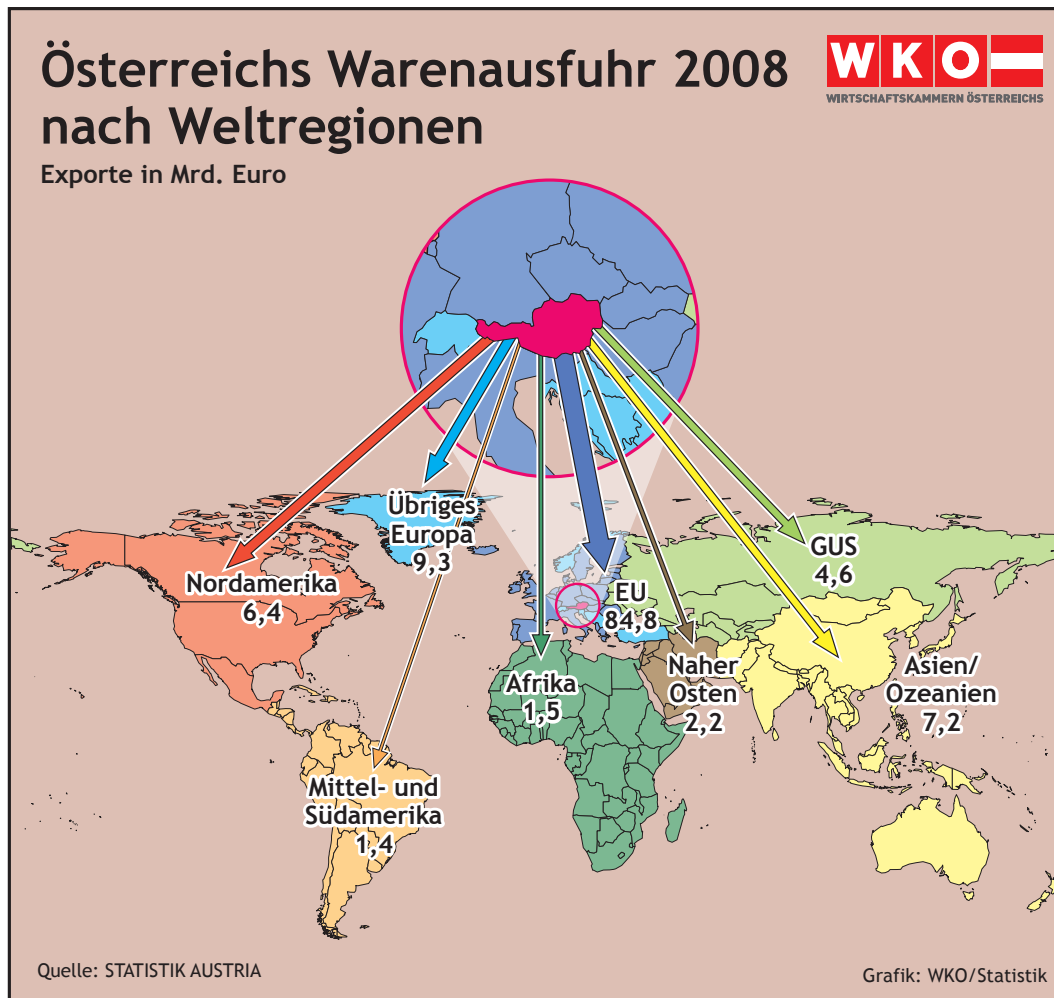 Österreichs Warenausfuhr 2008
nach Weltregionen
Exporte in Mrd. Euro
WKO
WIRTSCHAFTSKAMMERN ÖSTERREICHS
Übriges
Europa
9,3
GUS
4,6
Nordamerika
6,4
EU
84,8
Afrika
1,5
Naher
Osten
2,2
Asien/
Ozeanien
7,2
Mittel- und
Südamerika
1,4
Quelle: STATISTIK AUSTRIA
Grafik: WKO/Statistik